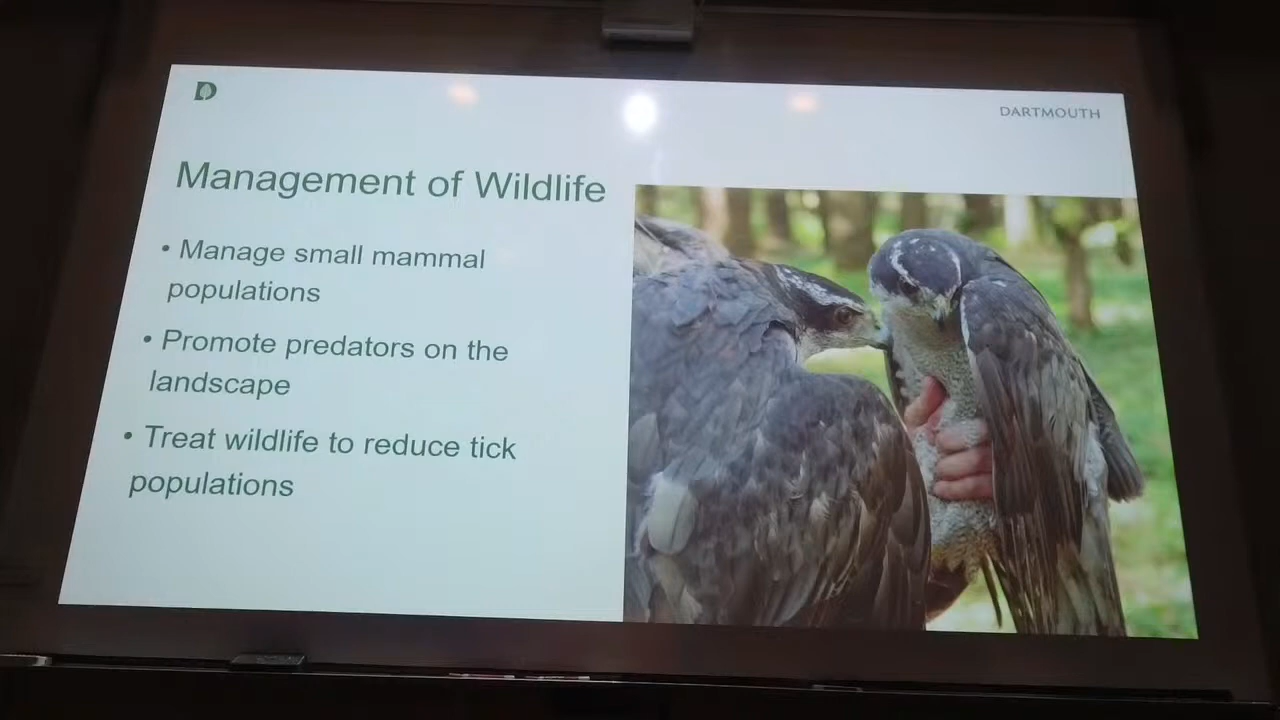 D
DARTMOUTH
Management of Wildlife
• Manage small mammal
populations
• Promote predators on the
landscape
• Treat wildlife to reduce tick
populations